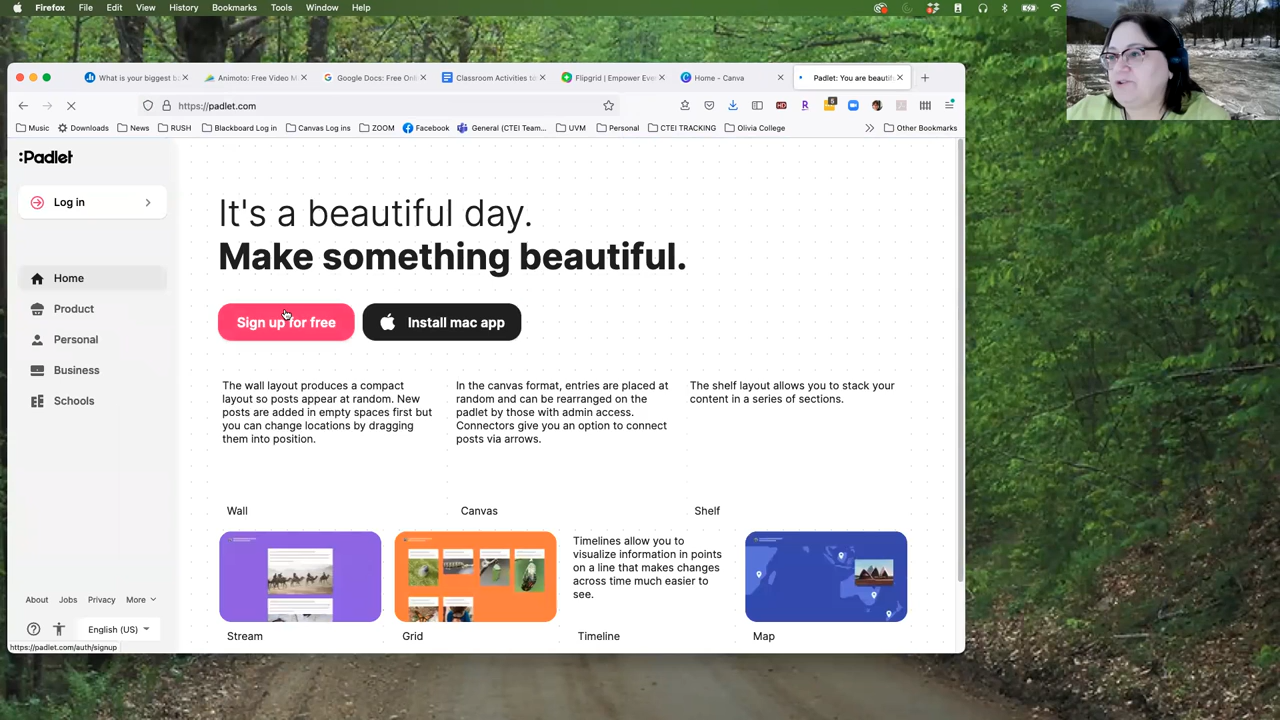 Firefox File Edit View History Bookmarks Tools Window Help
What is your biggest b
Animoto: Free Video M
Google Docs: Free Onl
Classroom Activities to
Flipgrid | Empower Eve
Home - Canva
Padlet: You are beautif
https://padlet.com
Music Downloads News RUSH Blackboard Log in Canvas Log ins ZOOM Facebook General (CTEI Team... UVM Personal CTEI TRACKING Olivia College Other Bookmarks
:Padlet
Log in
Home
Product
Personal
Business
Schools
About Jobs Privacy More
English (US)
https://padlet.com/auth/signup
It's a beautiful day.
Make something beautiful.
Sign up for free
Install mac app
The wall layout produces a compact
layout so posts appear at random. New
posts are added in empty spaces first but
you can change locations by dragging
them into position.
Wall
In the canvas format, entries are placed at
random and can be rearranged on the
padlet by those with admin access.
Connectors give you an option to connect
posts via arrows.
Canvas
The shelf layout allows you to stack your
content in a series of sections.
Shelf
Stream
Grid
Timelines allow you to
visualize information in points
on a line that makes changes
across time much easier to
see.
Timeline
Map